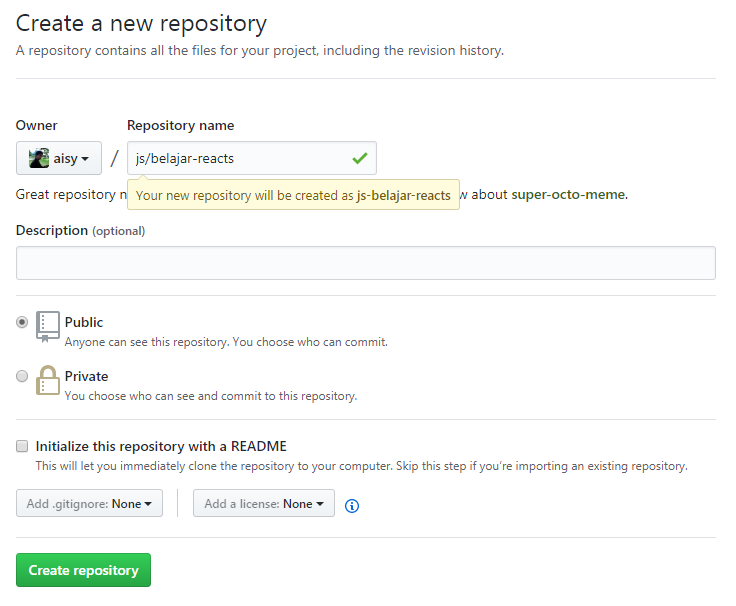 Create a new repository
A repository contains all the files for your project, including the revision history.
Owner
Repository name
aisy / js/belajar-reacts
Great repository n
Your new repository will be created as js-belajar-reacts
w about super-octo-meme.
Description (optional)
Public
Anyone can see this repository. You choose who can commit.
Private
You choose who can see and commit to this repository.
Initialize this repository with a README
This will let you immediately clone the repository to your computer. Skip this step if you're importing an existing repository.
Add .gitignore: None
Add a license: None
Create repository